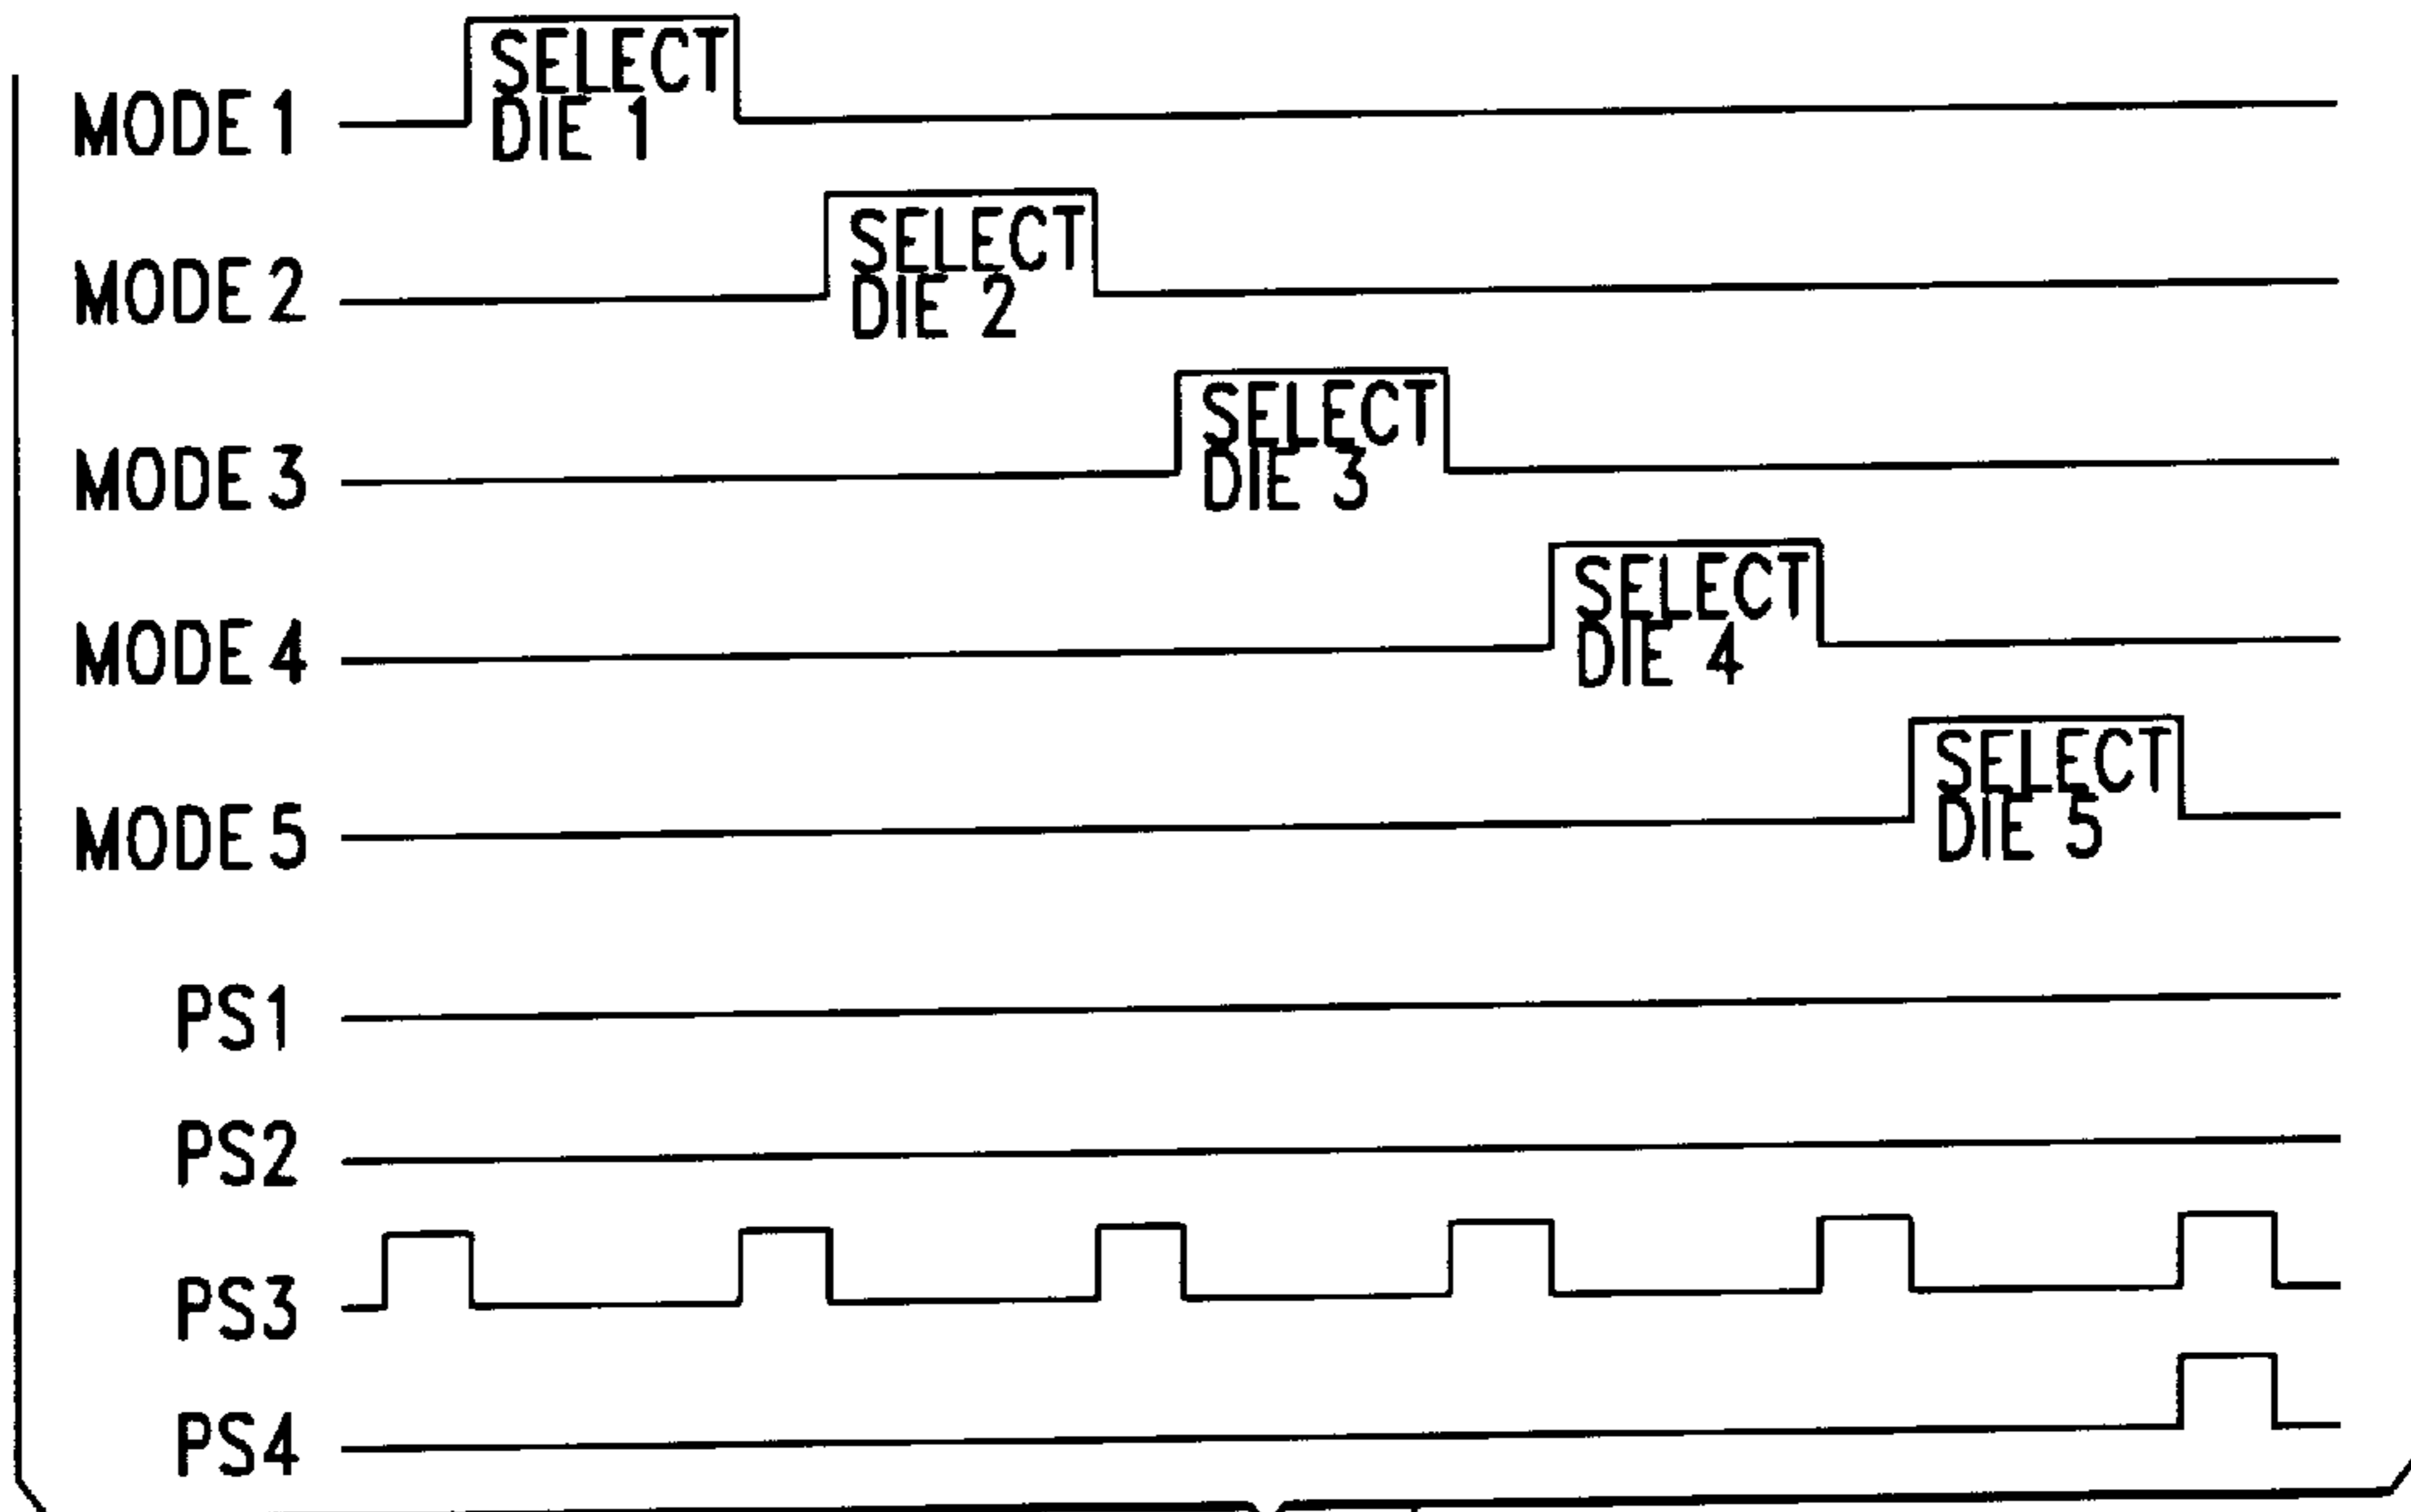 SELECT
DIE 1
MODE 1
SELECT
DIE 2
MODE 2
SELECT
DIE 3
MODE 3
SELECT
DIE 4
MODE 4
SELECT
DIE 5
MODE 5
PS1
PS2
PS3
PS4